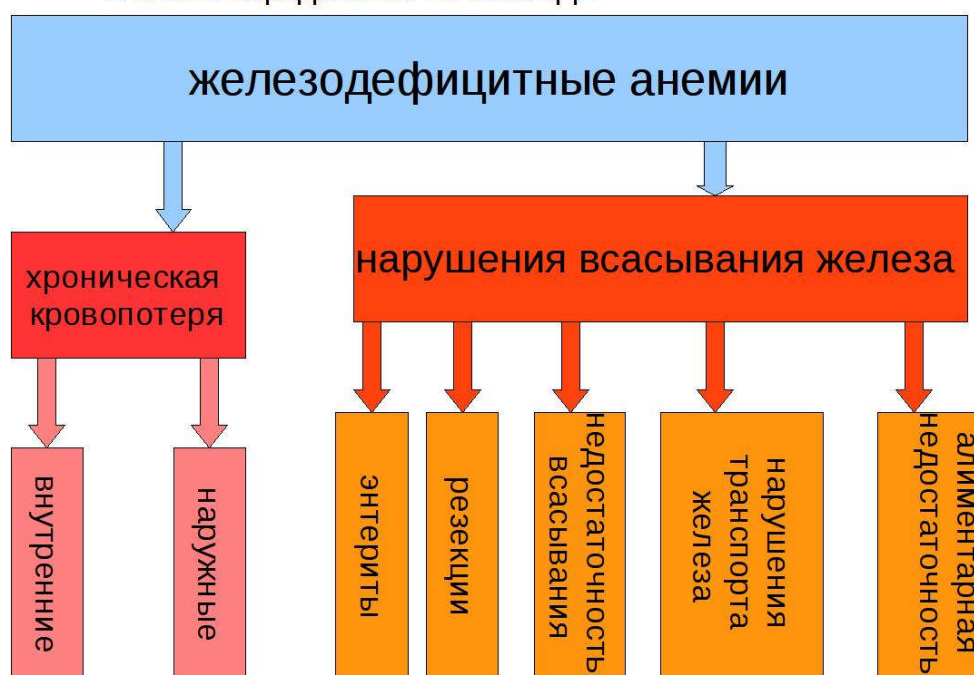 железодефицитные анемии
хроническая
кровопотеря
нарушения всасывания железа
внутренние
наружные
энтериты
резекции
недостаточность
всасывания
нарушения
транспорта
железа
алиментарная
недостаточность